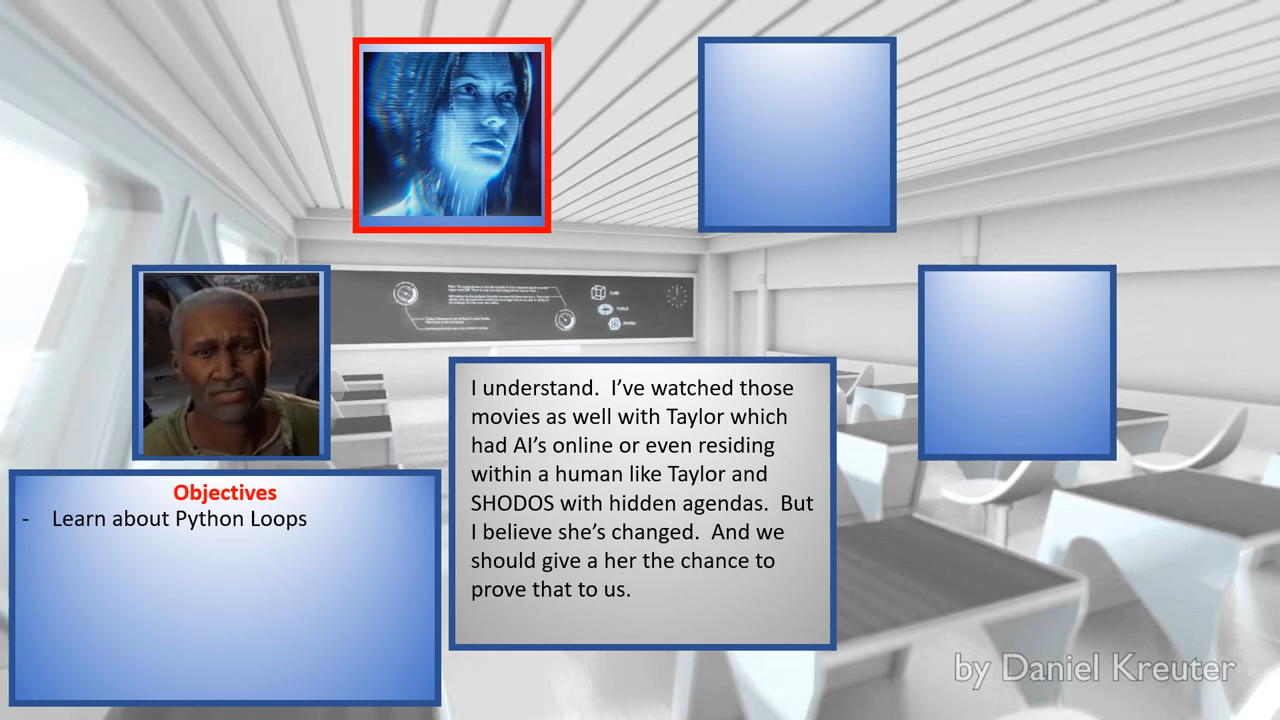 I understand.  I've watched those
movies as well with Taylor which
had AI's online or even residing
within a human like Taylor and
SHODOS with hidden agendas.  But
I believe she's changed.  And we
should give a her the chance to
prove that to us.
Objectives
- Learn about Python Loops
by Daniel Kreuter